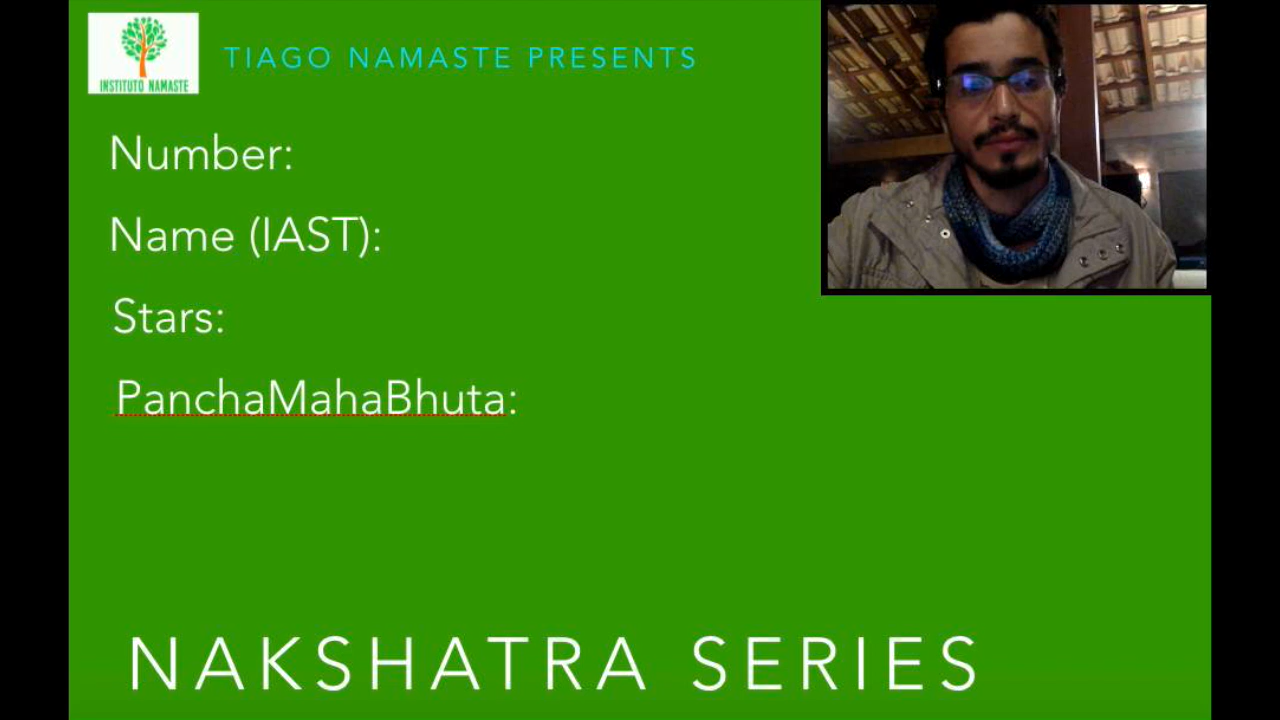 INSTITUTO NAMASTE
TIAGO NAMASTE PRESENTS
Number:
Name (IAST):
Stars:
PanchaMahaBhuta:
NAKSHATRA SERIES